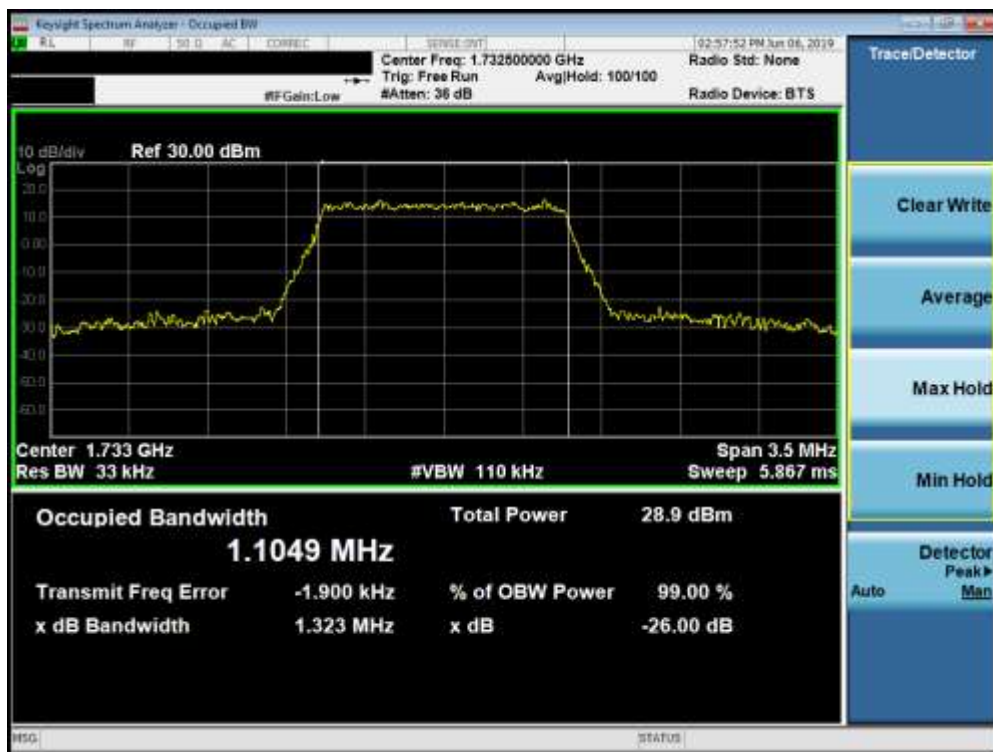 Keysight Spectrum Analyzer - Occupied BW
RL RF 50 Ω AC CORREC SENSE:INT 02:57:52 PM Jun 06, 2019
Center Freq: 1.732500000 GHz Radio Std: None
Trig: Free Run Avg|Hold: 100/100
#IFGain:Low #Atten: 36 dB Radio Device: BTS
10 dB/div Ref 30.00 dBm
Log
20.0
10.0
0.00
-10.0
-20.0
-30.0
-40.0
-50.0
-60.0
Center 1.733 GHz Span 3.5 MHz
Res BW 33 kHz #VBW 110 kHz Sweep 5.867 ms
Occupied Bandwidth Total Power 28.9 dBm
1.1049 MHz
Transmit Freq Error -1.900 kHz % of OBW Power 99.00 %
x dB Bandwidth 1.323 MHz x dB -26.00 dB
MSG STATUS
Trace/Detector
Clear Write
Average
Max Hold
Min Hold
Detector
Peak▶
Auto Man